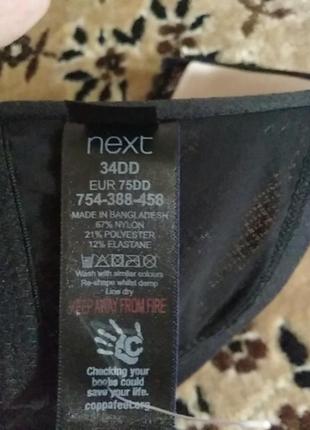 next
34DD
EUR 75DD
754-388-458
MADE IN BANGLADESH
67% NYLON
21% POLYESTER
12% ELASTANE
Wash with similar colours
Re-shape whilst damp
Line dry
KEEP AWAY FROM FIRE
Checking your
boobs could
save your life.
coppafeel.org